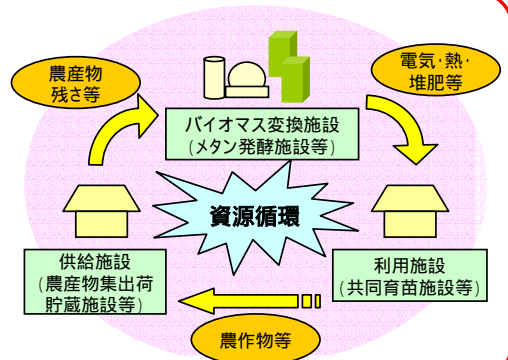 農産物
残さ等
電気・熱・
堆肥等
バイオマス変換施設
(メタン発酵施設等)
資源循環
供給施設
(農産物集出荷
貯蔵施設等)
利用施設
(共同育苗施設等)
農作物等